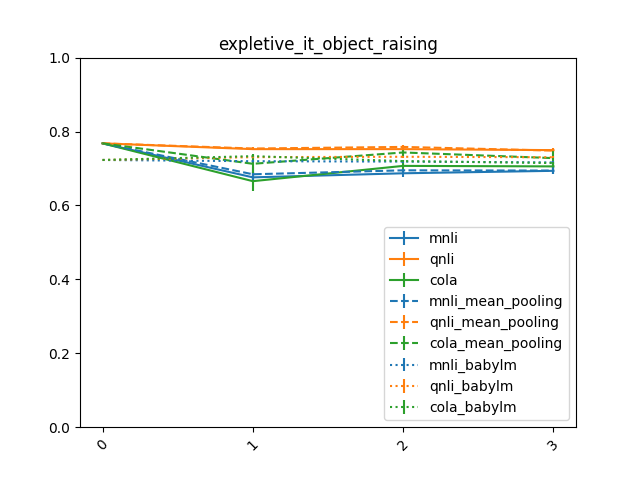 expletive_it_object_raising
1.0
0.8
0.6
0.4
0.2
0.0
0
1
2
3
mnli
qnli
cola
mnli_mean_pooling
qnli_mean_pooling
cola_mean_pooling
mnli_babylm
qnli_babylm
cola_babylm